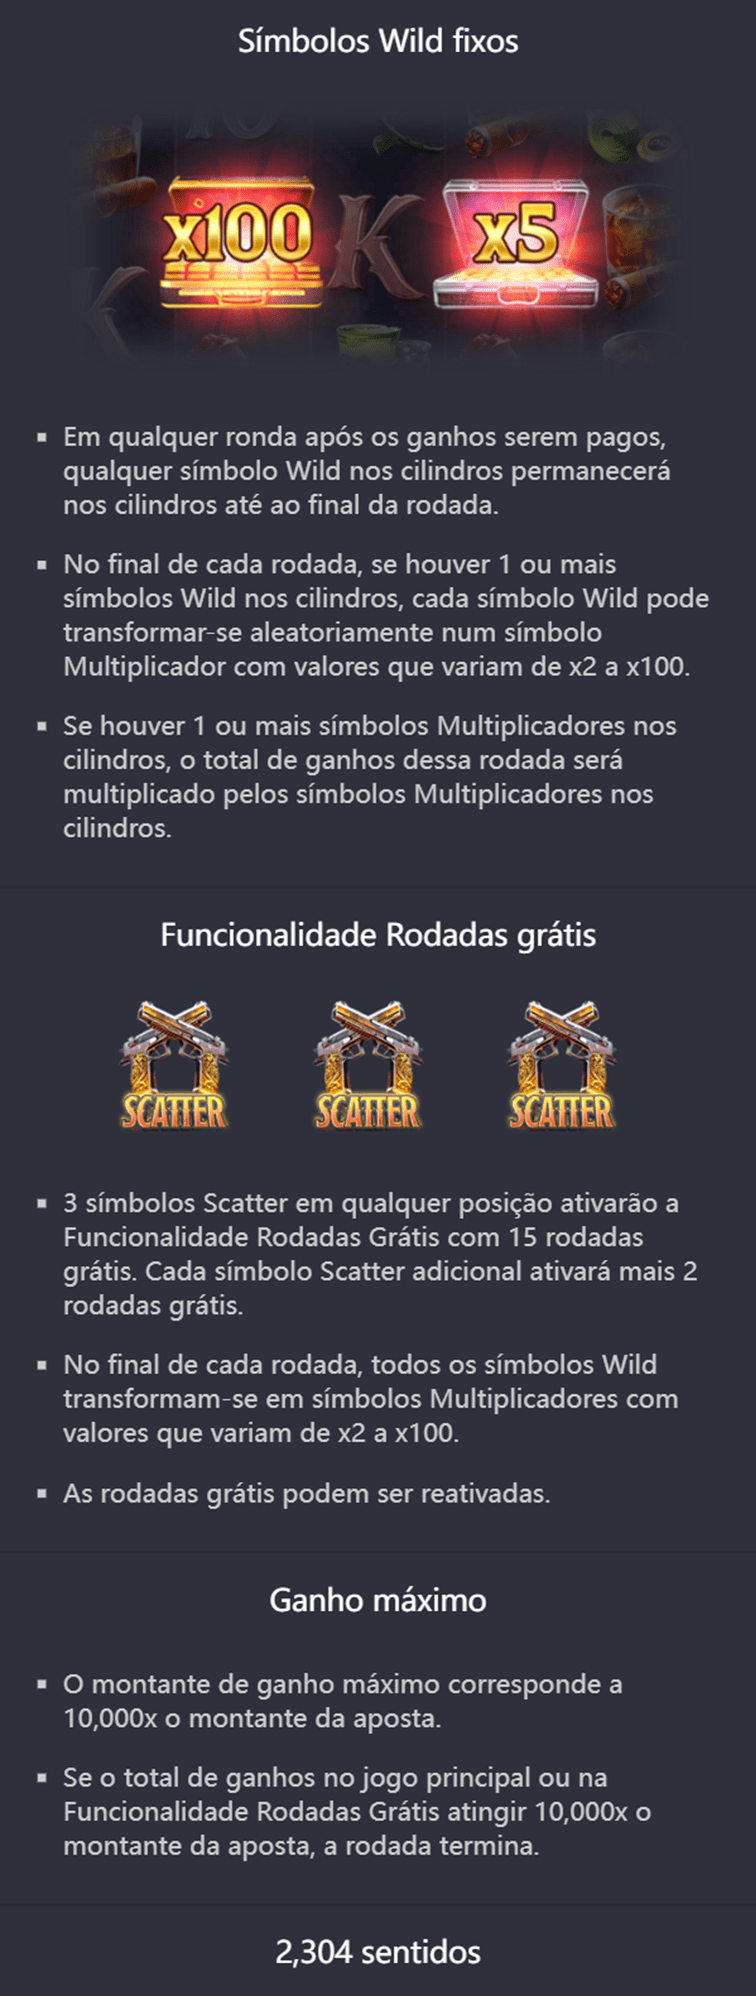 Símbolos Wild fixos
x100 K x5
Em qualquer ronda após os ganhos serem pagos,
qualquer símbolo Wild nos cilindros permanecerá
nos cilindros até ao final da rodada.
No final de cada rodada, se houver 1 ou mais
símbolos Wild nos cilindros, cada símbolo Wild pode
transformar-se aleatoriamente num símbolo
Multiplicador com valores que variam de x2 a x100.
Se houver 1 ou mais símbolos Multiplicadores nos
cilindros, o total de ganhos dessa rodada será
multiplicado pelos símbolos Multiplicadores nos
cilindros.
Funcionalidade Rodadas grátis
SCATTER SCATTER SCATTER
3 símbolos Scatter em qualquer posição ativarão a
Funcionalidade Rodadas Grátis com 15 rodadas
grátis. Cada símbolo Scatter adicional ativará mais 2
rodadas grátis.
No final de cada rodada, todos os símbolos Wild
transformam-se em símbolos Multiplicadores com
valores que variam de x2 a x100.
As rodadas grátis podem ser reativadas.
Ganho máximo
O montante de ganho máximo corresponde a
10,000x o montante da aposta.
Se o total de ganhos no jogo principal ou na
Funcionalidade Rodadas Grátis atingir 10,000x o
montante da aposta, a rodada termina.
2,304 sentidos